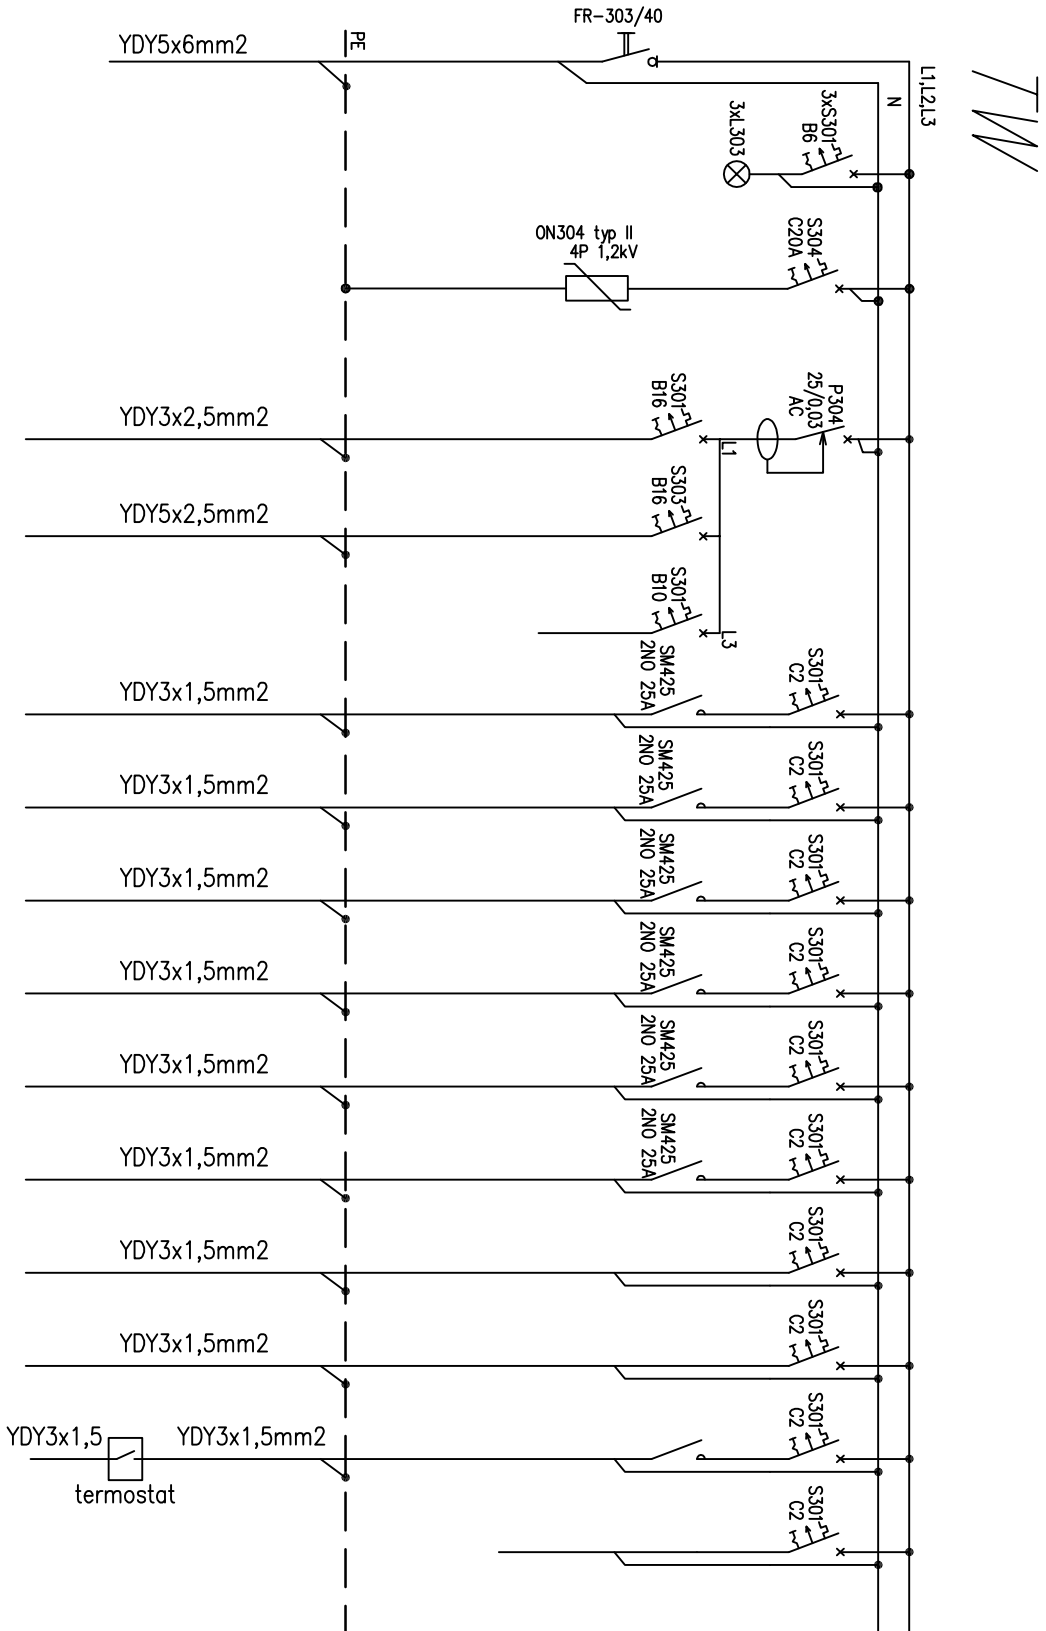 FR-303/40
YDY5x6mm2
PE
L1,L2,L3
N
TM
3xS301
B6
3xL303
S304
C20A
ON304 typ II
4P 1,2kV
P304
25/0,03
AC
S301
B16
YDY3x2,5mm2
L1
S303
B16
YDY5x2,5mm2
S301
B10
L3
SM425
2NO 25A
S301
C2
YDY3x1,5mm2
SM425
2NO 25A
S301
C2
YDY3x1,5mm2
SM425
2NO 25A
S301
C2
YDY3x1,5mm2
SM425
2NO 25A
S301
C2
YDY3x1,5mm2
SM425
2NO 25A
S301
C2
YDY3x1,5mm2
SM425
2NO 25A
S301
C2
YDY3x1,5mm2
S301
C2
YDY3x1,5mm2
S301
C2
YDY3x1,5mm2
S301
C2
YDY3x1,5
YDY3x1,5mm2
termostat
S301
C2